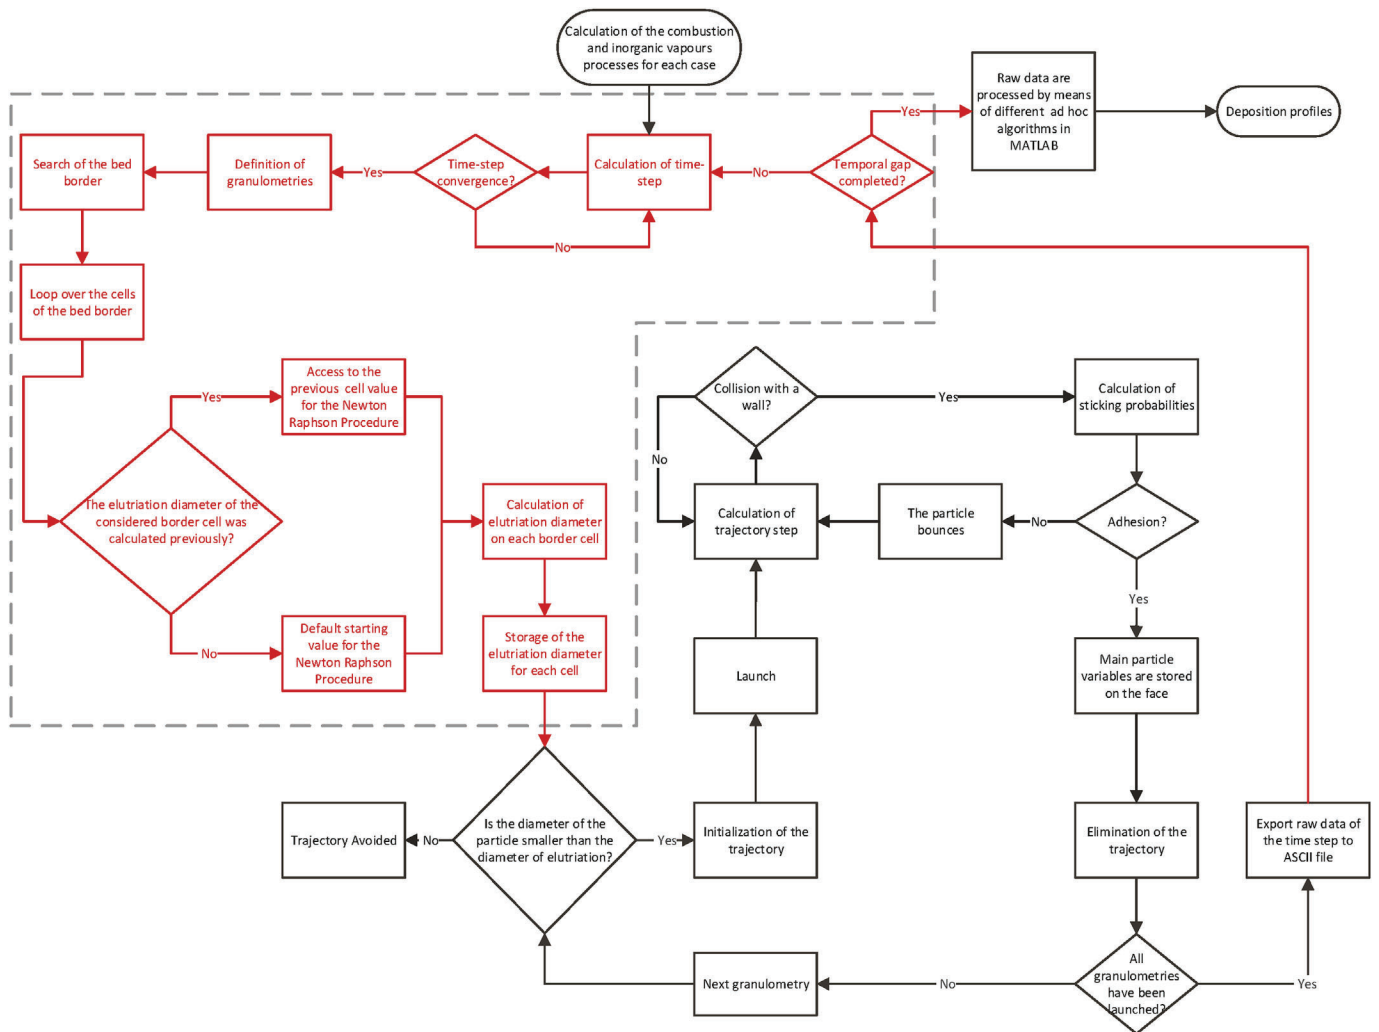 Calculation of the combustion
and inorganic vapours
processes for each case
Raw data are
processed by means
of different ad hoc
algorithms in
MATLAB
Deposition profiles
Yes
Search of the bed
border
Definition of
granulometries
Yes
Time-step
convergence?
Calculation of time-
step
No
Temporal gap
completed?
No
Loop over the cells
of the bed border
Access to the
previous cell value
for the Newton
Raphson Procedure
Yes
Collision with a
wall?
Yes
Calculation of
sticking probabilities
No
The elutriation diameter of the
considered border cell was
calculated previously?
Calculation of
elutriation diameter
on each border cell
Calculation of
trajectory step
The particle
bounces
No
Adhesion?
Yes
No
Default starting
value for the
Newton Raphson
Procedure
Storage of the
elutriation diameter
for each cell
Launch
Main particle
variables are stored
on the face
Trajectory Avoided
No
Is the diameter of the
particle smaller than the
diameter of elutriation?
Yes
Initialization of the
trajectory
Elimination of the
trajectory
Export raw data of
the time step to
ASCII file
Next granulometry
No
All
granulometries
have been
launched?
Yes